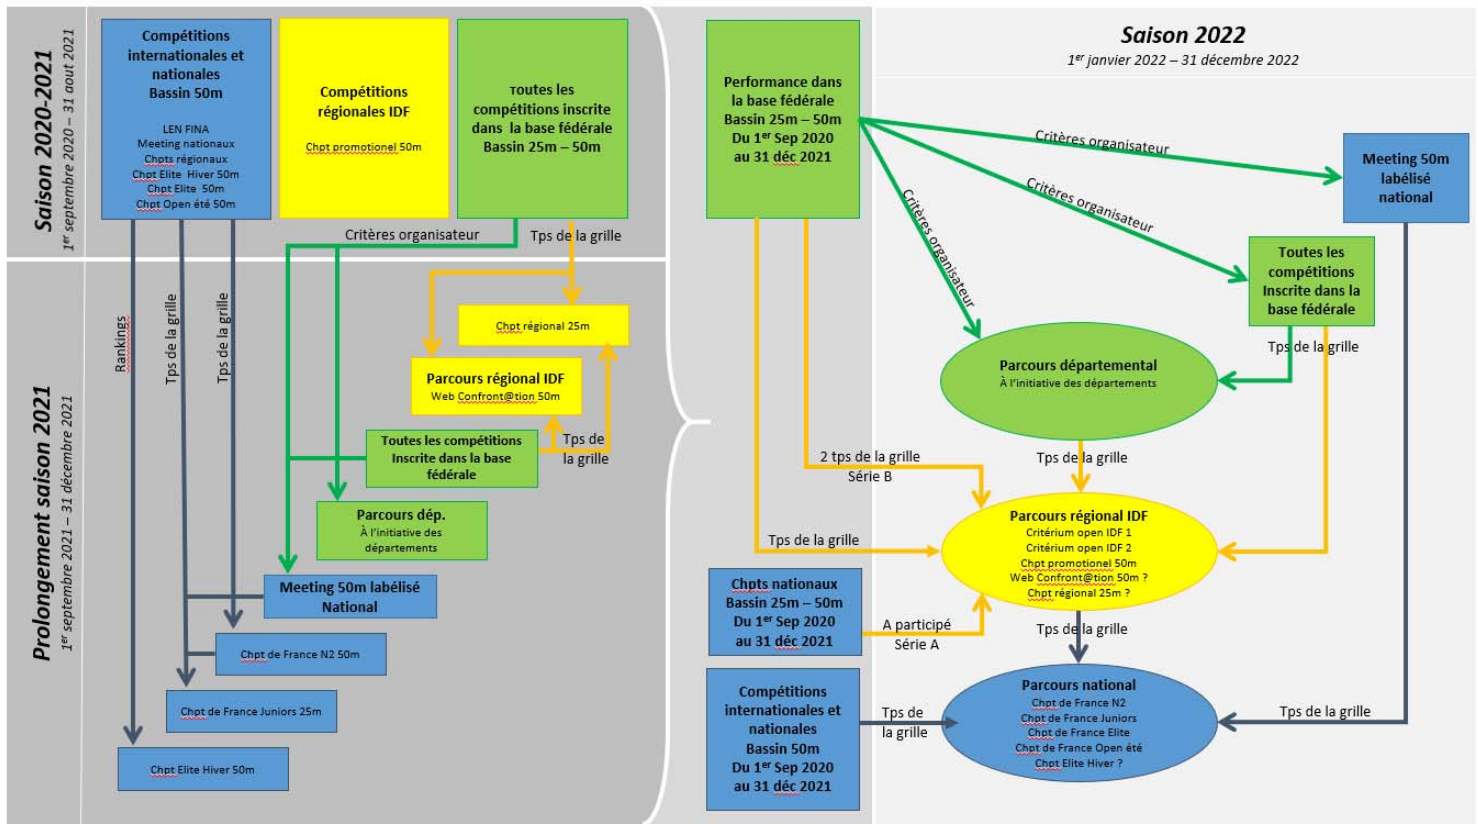 Saison 2020-2021
1er septembre 2020 – 31 aout 2021
Compétitions
internationales et
nationales
Bassin 50m
LEN FINA
Meeting nationaux
Chpts régionaux
Chpt Elite Hiver 50m
Chpt Elite 50m
Chpt Open été 50m
Compétitions
régionales IDF
Chpt promotionel 50m
Toutes les
compétitions inscrite
dans la base fédérale
Bassin 25m – 50m
Critères organisateur
Tps de la grille
Prolongement saison 2021
1er septembre 2021 – 31 décembre 2021
Rankings
Tps de la grille
Tps de la grille
Chpt régional 25m
Parcours régional IDF
Web Confront@tion 50m
Toutes les compétitions
Inscrite dans la base
fédérale
Tps de
la grille
Parcours dép.
À l'initiative des
départements
Meeting 50m labélisé
National
Chpt de France N2 50m
Chpt de France Juniors 25m
Chpt Elite Hiver 50m
Performance dans
la base fédérale
Bassin 25m – 50m
Du 1er Sep 2020
au 31 déc 2021
Saison 2022
1er janvier 2022 – 31 décembre 2022
Critères organisateur
Critères organisateur
Critères organisateur
Meeting 50m
labélisé
national
Toutes les
compétitions
Inscrite dans la
base fédérale
Tps de la grille
Parcours départemental
À l'initiative des départements
2 tps de la grille
Série B
Tps de la grille
Tps de la grille
Parcours régional IDF
Critérium open IDF 1
Critérium open IDF 2
Chpt promotionel 50m
Web Confront@tion 50m ?
Chpt régional 25m ?
Chpts nationaux
Bassin 25m – 50m
Du 1er Sep 2020
au 31 déc 2021
A participé
Série A
Tps de la grille
Compétitions
internationales et
nationales
Bassin 50m
Du 1er Sep 2020
au 31 déc 2021
Tps de
la grille
Parcours national
Chpt de France N2
Chpt de France Juniors
Chpt de France Elite
Chpt de France Open été
Chpt Elite Hiver ?
Tps de la grille